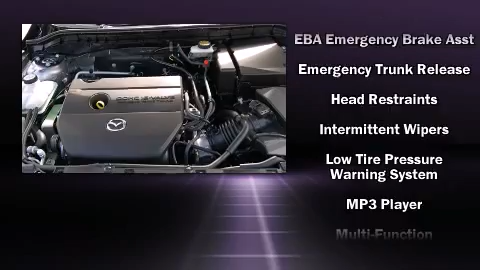 EBA Emergency Brake Asst
Emergency Trunk Release
Head Restraints
Intermittent Wipers
Low Tire Pressure
Warning System
MP3 Player
Multi-Function